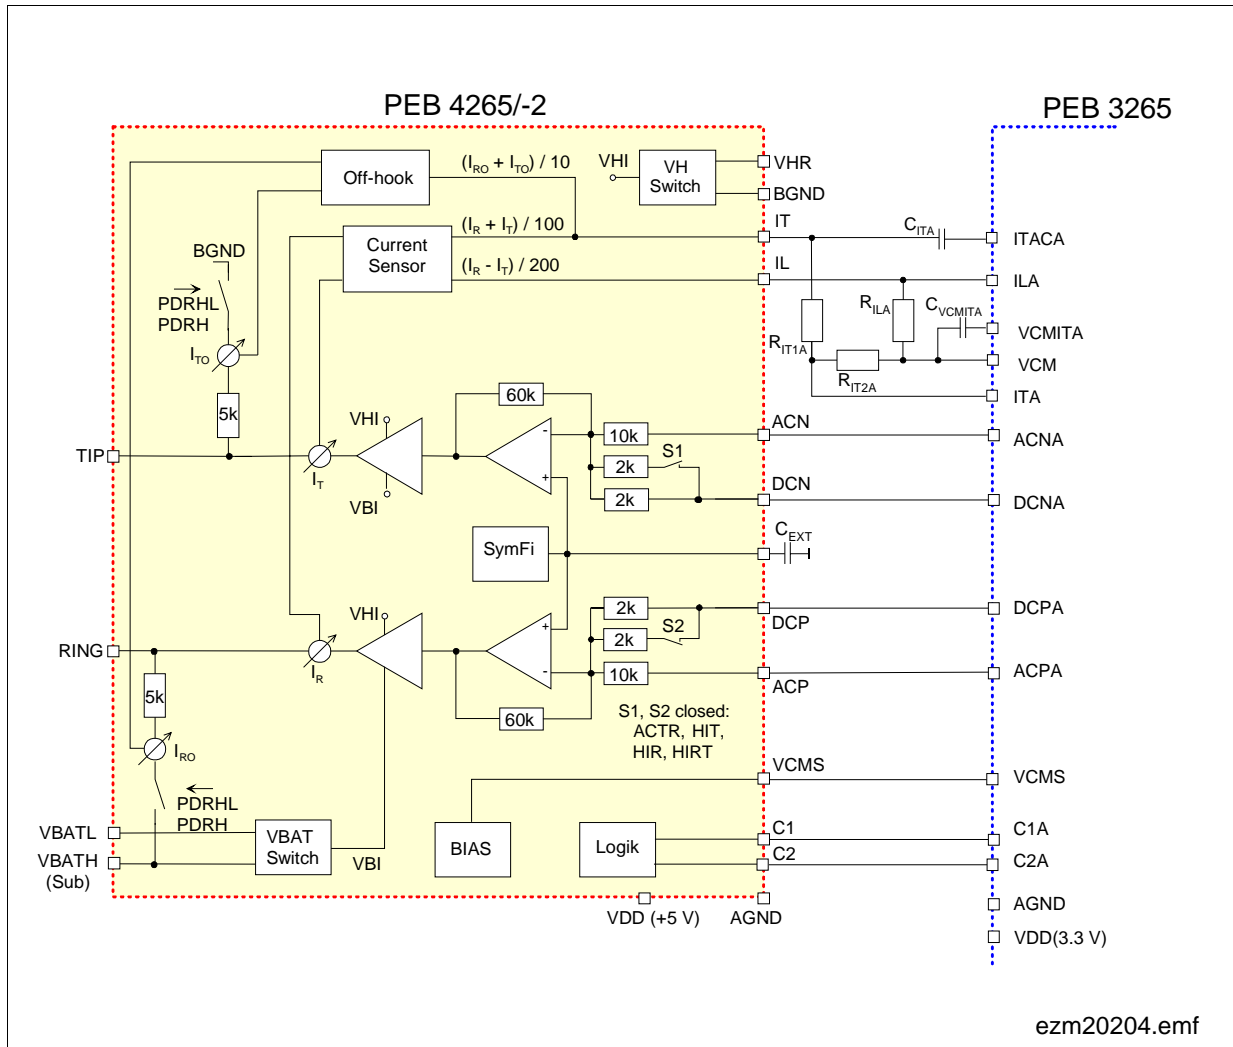 PEB 4265/-2
PEB 3265
Off-hook
(IRO + ITO) / 10
VHI
VH
Switch
VHR
BGND
IT
CITA
ITACA
(IR + IT) / 100
Current
Sensor
(IR - IT) / 200
IL
ILA
BGND
PDRHL
PDRH
RILA
CVCMITA
VCMITA
RIT1A
ITO
VCM
RIT2A
ITA
5k
60k
VHI
-
10k
ACN
ACNA
TIP
S1
2k
IT
+
VBI
2k
DCN
DCNA
SymFi
CEXT
VHI
2k
DCP
DCPA
+
S2
2k
RING
IR
-
10k
ACP
ACPA
5k
60k
S1, S2 closed:
ACTR, HIT,
HIR, HIRT
IRO
VCMS
VCMS
PDRHL
PDRH
VBATL
VBAT
Switch
VBI
BIAS
Logik
C1
C1A
VBATH
(Sub)
C2
C2A
VDD (+5 V)
AGND
AGND
VDD(3.3 V)
ezm20204.emf